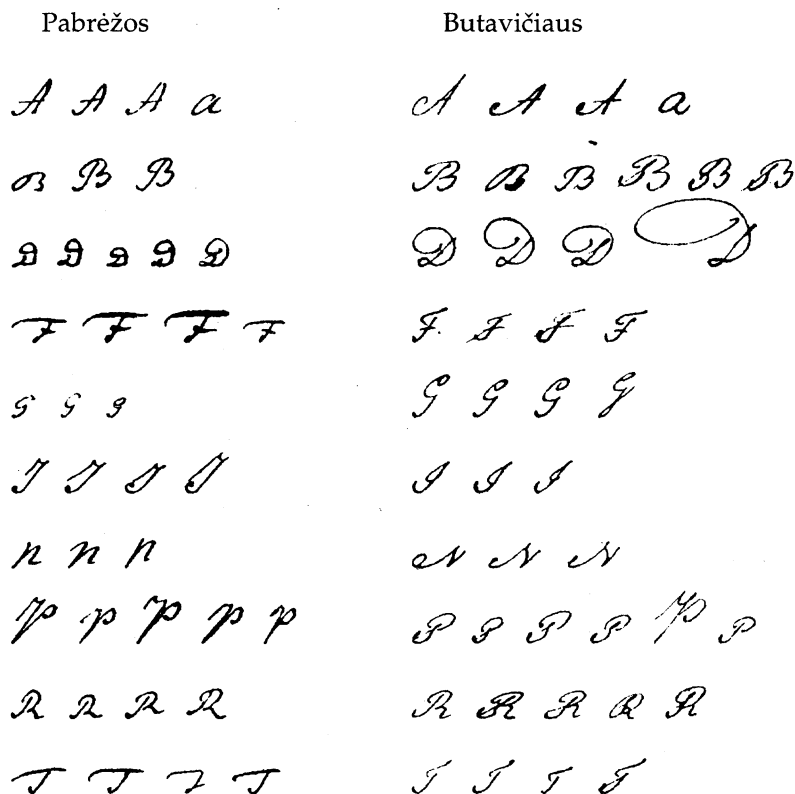 Pabrėžos Butavičiaus
A A A a A A A a
B B B B B B B B B
D D D D D D D D D
F F F F F F F F
G G G G G G G
I I I I I I I
N N N N N N
P P P P P P P P P P P
R R R R R R R R R
T T T T T T T T